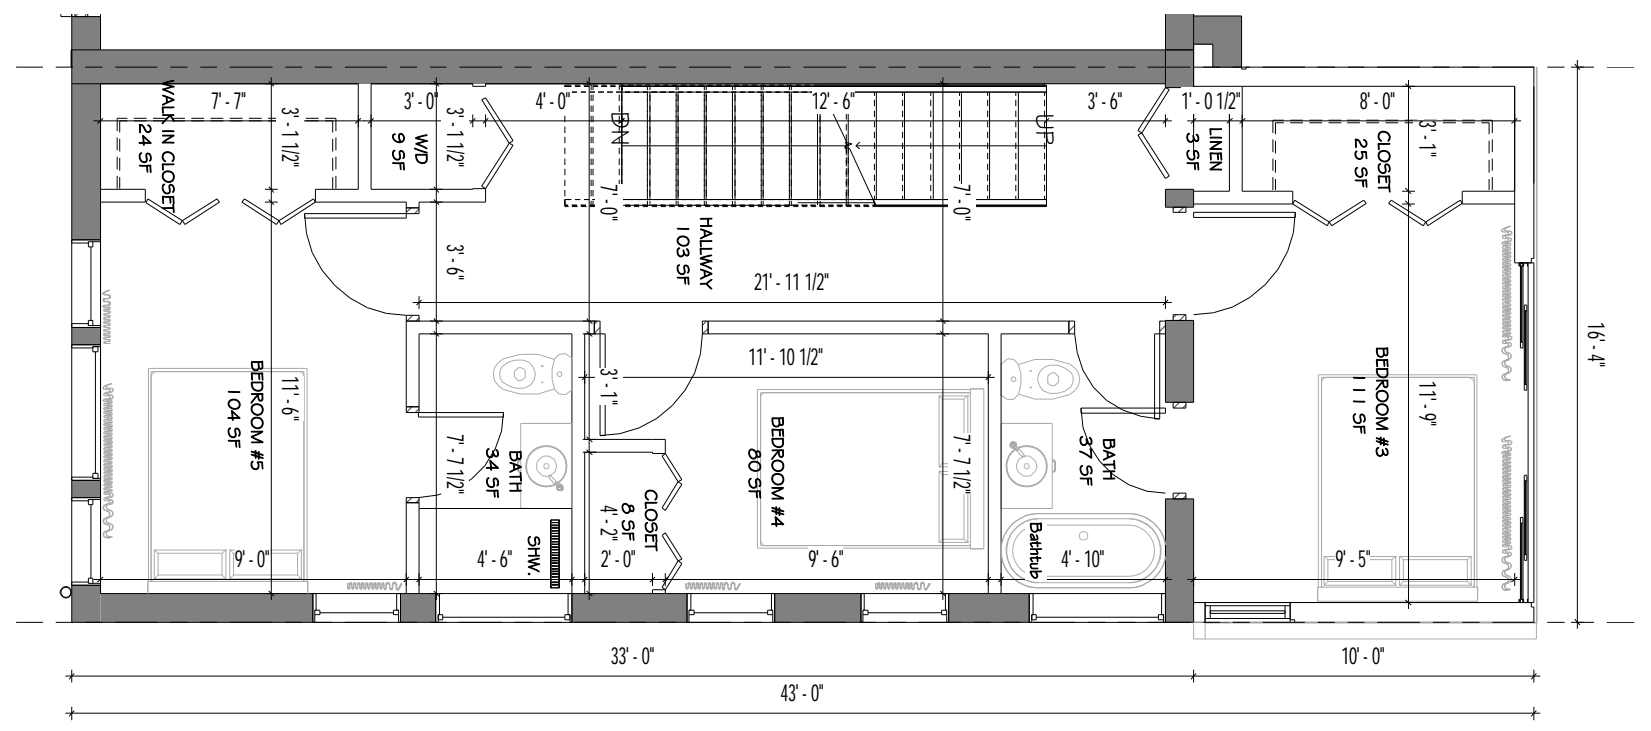 7' - 7"
3' - 0"
4' - 0"
12' - 6"
3' - 6"
1' - 0 1/2"
8' - 0"
WALK IN CLOSET
24 SF
3' - 1 1/2"
W/D
9 SF
3' - 1 1/2"
DN
UP
LINEN
3 SF
CLOSET
25 SF
3' - 1"
7' - 0"
7' - 0"
HALLWAY
103 SF
3' - 6"
21' - 11 1/2"
16' - 4"
11' - 10 1/2"
3' - 1"
BEDROOM #5
104 SF
11' - 6"
BEDROOM #3
111 SF
11' - 9"
7' - 7 1/2"
BATH
34 SF
BEDROOM #4
80 SF
7' - 7 1/2"
BATH
37 SF
CLOSET
8 SF
4' - 2"
SHW.
Bathtub
9' - 0"
4' - 6"
2' - 0"
9' - 6"
4' - 10"
9' - 5"
33' - 0"
10' - 0"
43' - 0"